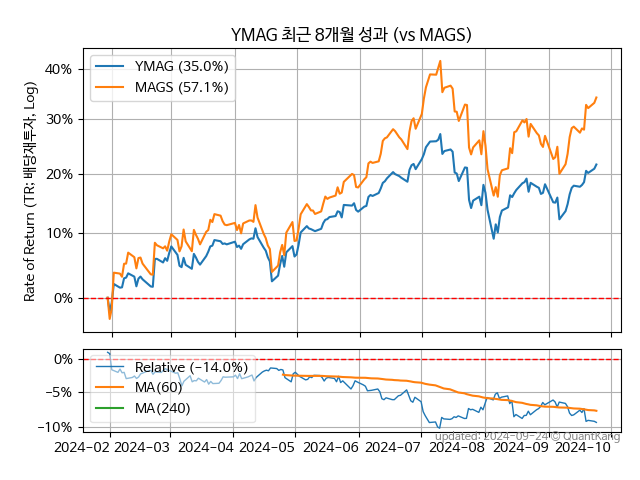 YMAG 최근 8개월 성과 (vs MAGS)
Rate of Return (TR: 배당재투자, Log)
40%
30%
20%
10%
0%
YMAG (35.0%)
MAGS (57.1%)
0%
−5%
−10%
Relative (−14.0%)
MA(60)
MA(240)
2024-02 2024-03 2024-04 2024-05 2024-06 2024-07 2024-08 2024-09 2024-10
updated: 2024-09-24 © QuantKang